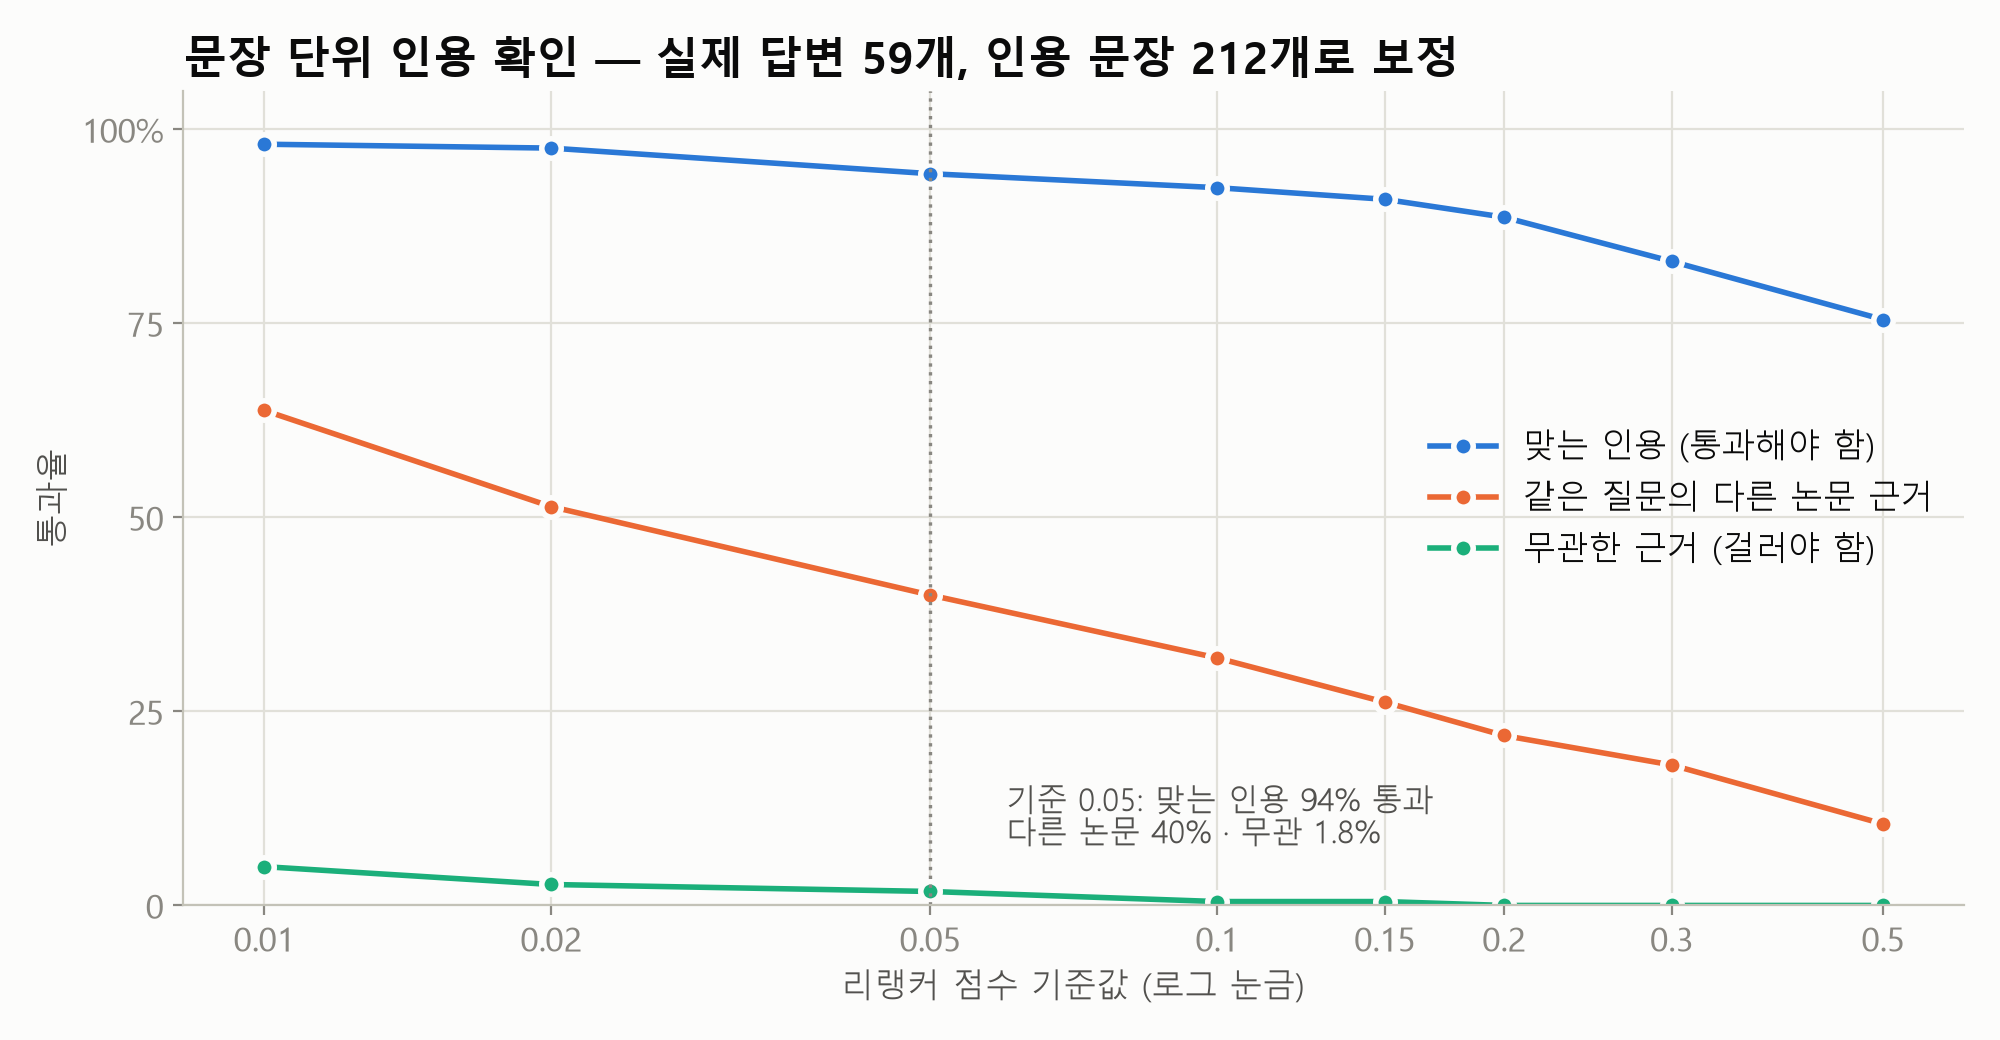 문장 단위 인용 확인 — 실제 답변 59개, 인용 문장 212개로 보정
100%
75
50
25
0
통과율
맞는 인용 (통과해야 함)
같은 질문의 다른 논문 근거
무관한 근거 (걸러야 함)
기준 0.05: 맞는 인용 94% 통과
다른 논문 40% · 무관 1.8%
0.01
0.02
0.05
0.1
0.15
0.2
0.3
0.5
리랭커 점수 기준값 (로그 눈금)